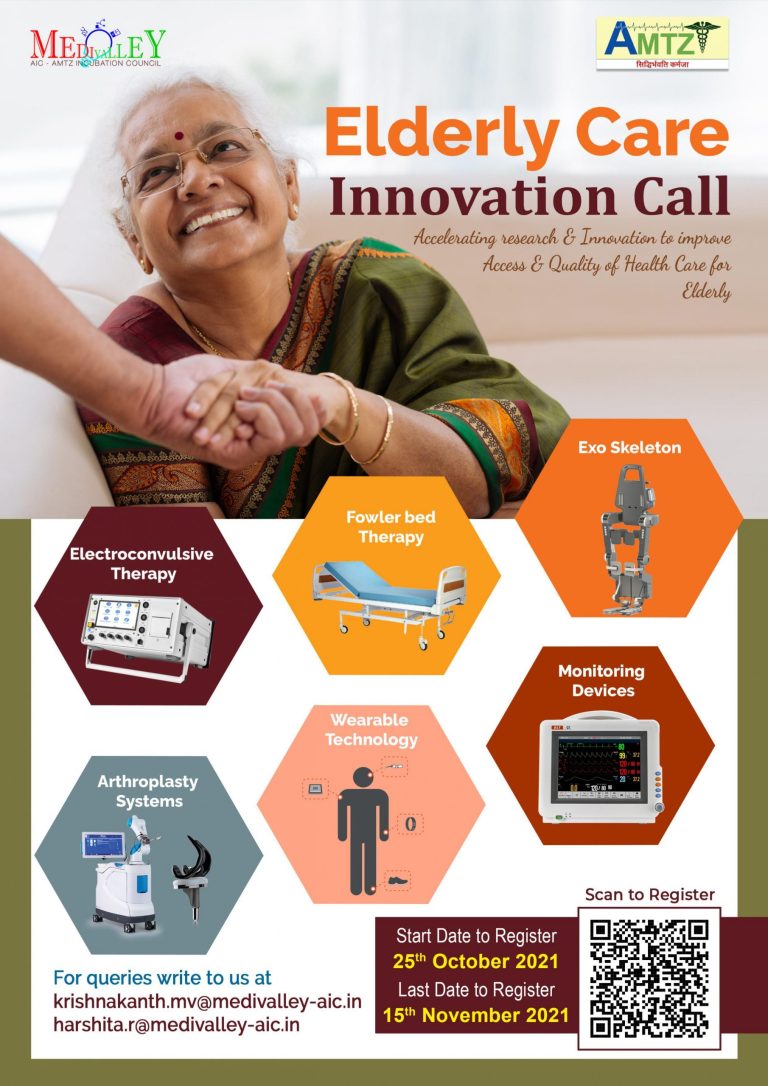 MEDIVALLEY
AIC - AMTZ INCUBATION COUNCIL
AMTZ
सिद्धिर्भवति कर्मजा
Elderly Care
Innovation Call
Accelerating research & Innovation to improve
Access & Quality of Health Care for
Elderly
Exo Skeleton
Fowler bed
Therapy
Electroconvulsive
Therapy
Monitoring
Devices
Wearable
Technology
Arthroplasty
Systems
Scan to Register
Start Date to Register
25th October 2021
Last Date to Register
15th November 2021
For queries write to us at
krishnakanth.mv@medivalley-aic.in
harshita.r@medivalley-aic.in